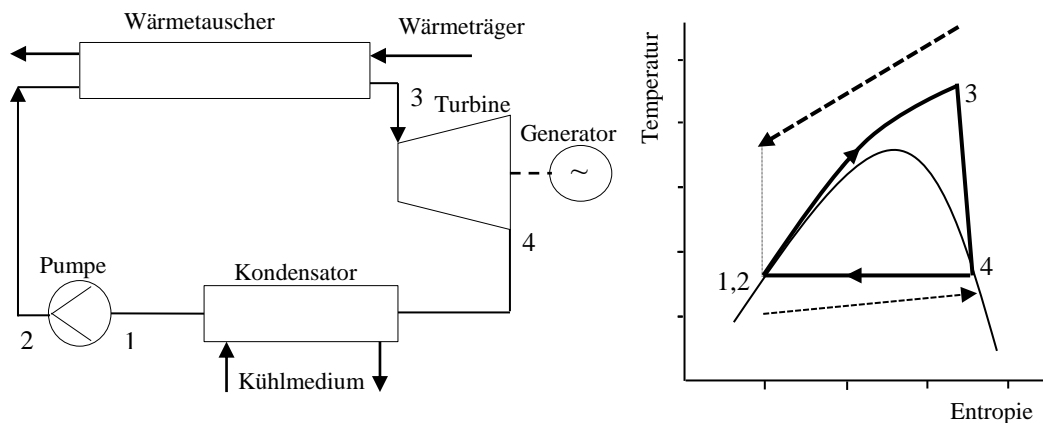 Wärmetauscher
Wärmeträger
3
Turbine
Generator
~
4
Pumpe
Kondensator
2
1
Kühlmedium
Temperatur
3
1,2
4
Entropie